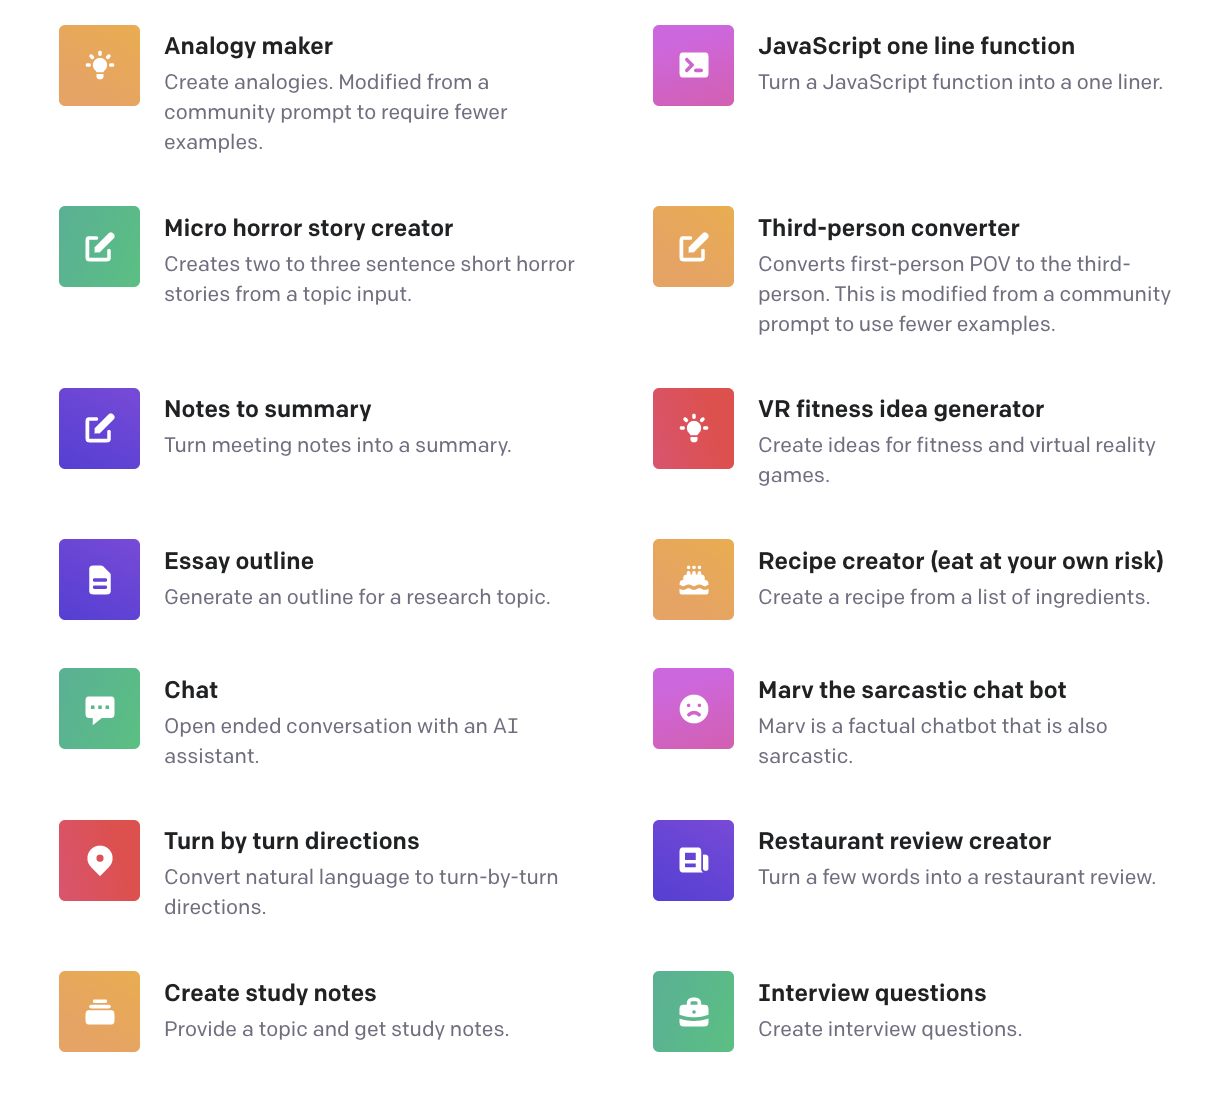 Analogy maker
Create analogies. Modified from a
community prompt to require fewer
examples.
JavaScript one line function
Turn a JavaScript function into a one liner.
Micro horror story creator
Creates two to three sentence short horror
stories from a topic input.
Third-person converter
Converts first-person POV to the third-
person. This is modified from a community
prompt to use fewer examples.
Notes to summary
Turn meeting notes into a summary.
VR fitness idea generator
Create ideas for fitness and virtual reality
games.
Essay outline
Generate an outline for a research topic.
Recipe creator (eat at your own risk)
Create a recipe from a list of ingredients.
Chat
Open ended conversation with an AI
assistant.
Marv the sarcastic chat bot
Marv is a factual chatbot that is also
sarcastic.
Turn by turn directions
Convert natural language to turn-by-turn
directions.
Restaurant review creator
Turn a few words into a restaurant review.
Create study notes
Provide a topic and get study notes.
Interview questions
Create interview questions.